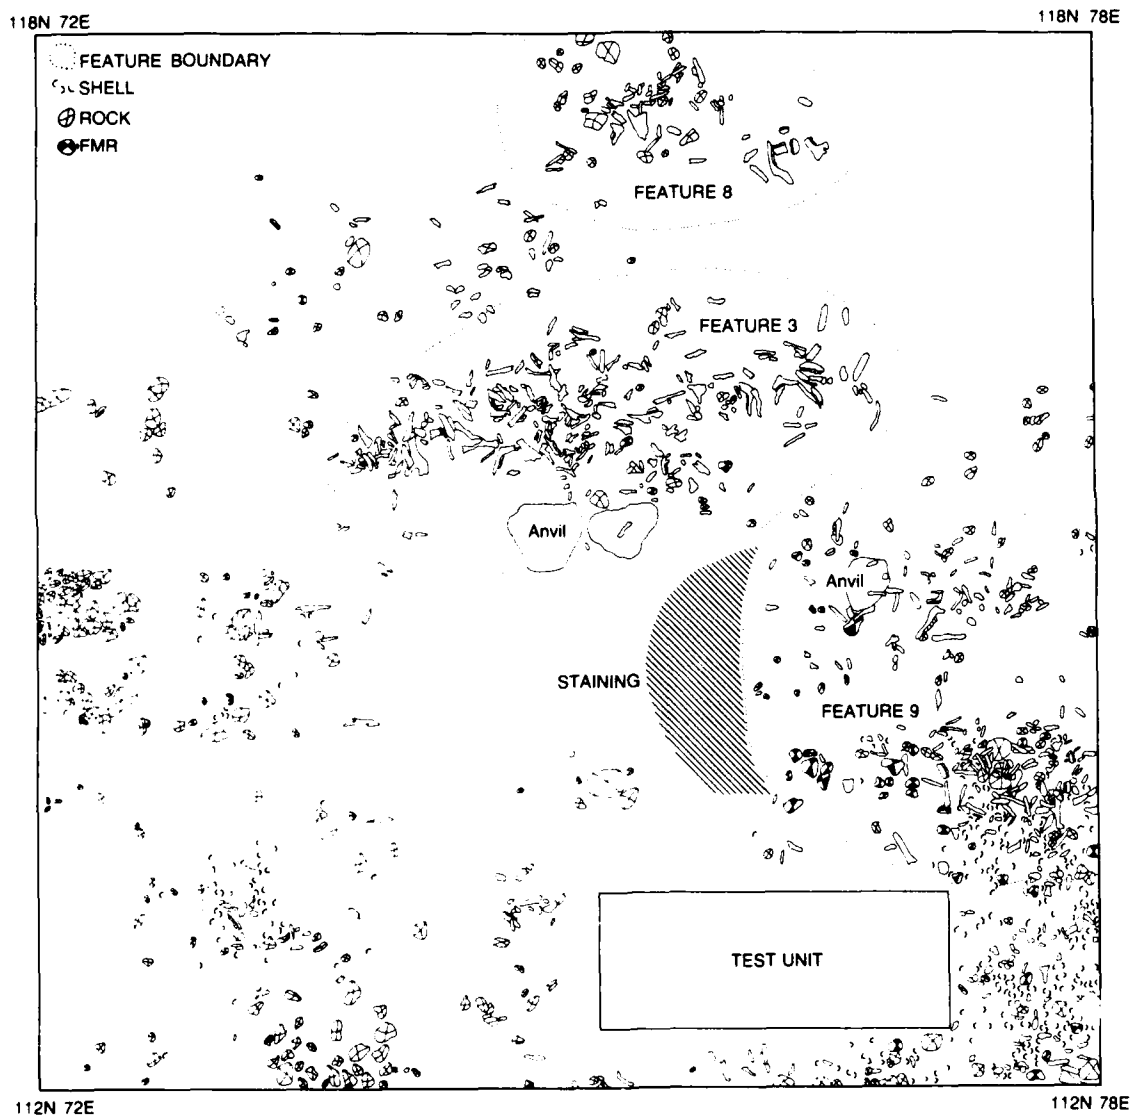 118N 72E
118N 78E
FEATURE BOUNDARY
SHELL
ROCK
FMR
FEATURE 8
FEATURE 3
Anvil
Anvil
STAINING
FEATURE 9
TEST UNIT
112N 72E
112N 78E